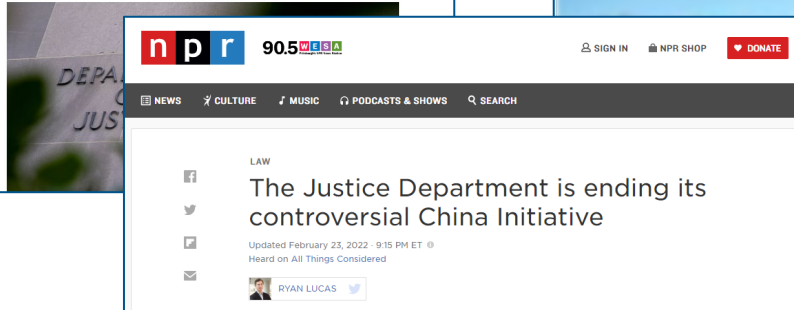 DEPA
JUS
npr 90.5 WESA
SIGN IN NPR SHOP DONATE
NEWS CULTURE MUSIC PODCASTS & SHOWS SEARCH
LAW
The Justice Department is ending its
controversial China Initiative
Updated February 23, 2022 · 9:15 PM ET
Heard on All Things Considered
RYAN LUCAS